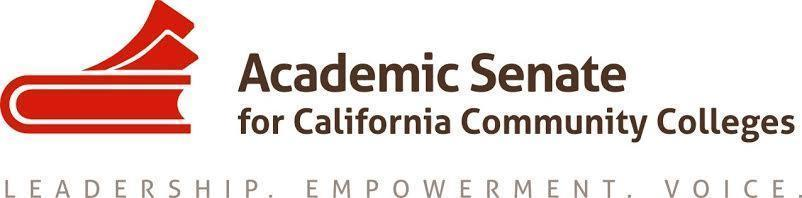 Academic Senate
for California Community Colleges
LEADERSHIP. EMPOWERMENT. VOICE.